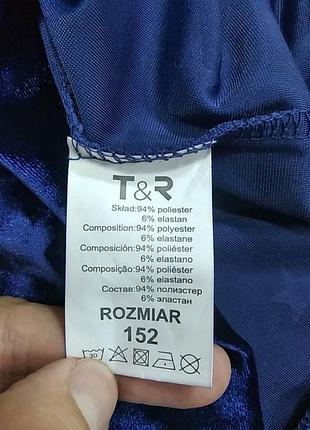 T&R
Skład:94% poliester
6% elastan
Composition:94% polyester
6% elastane
Composición:94% poliéster
6% elastano
Composição:94% poliéster
6% elastano
Состав:94% полиэстер
6% эластан
ROZMIAR
152
30